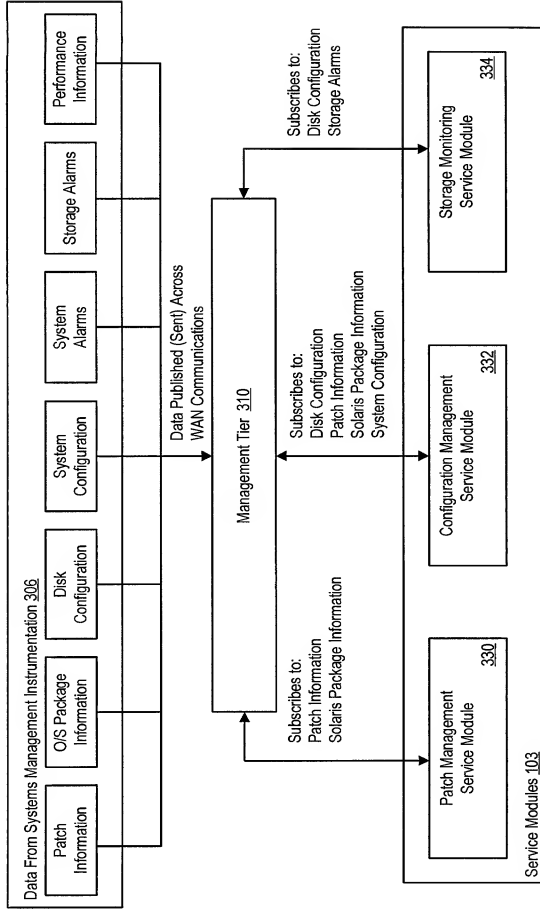 Data From Systems Management Instrumentation 306
Patch
Information
O/S Package
Information
Disk
Configuration
System
Configuration
System
Alarms
Storage Alarms
Performance
Information
Data Published (Sent) Across
WAN Communications
Management Tier 310
Subscribes to:
Patch Information
Solaris Package Information
Subscribes to:
Disk Configuration
Patch Information
Solaris Package Information
System Configuration
Subscribes to:
Disk Configuration
Storage Alarms
Patch Management
Service Module
330
Configuration Management
Service Module
332
Storage Monitoring
Service Module
334
Service Modules 103